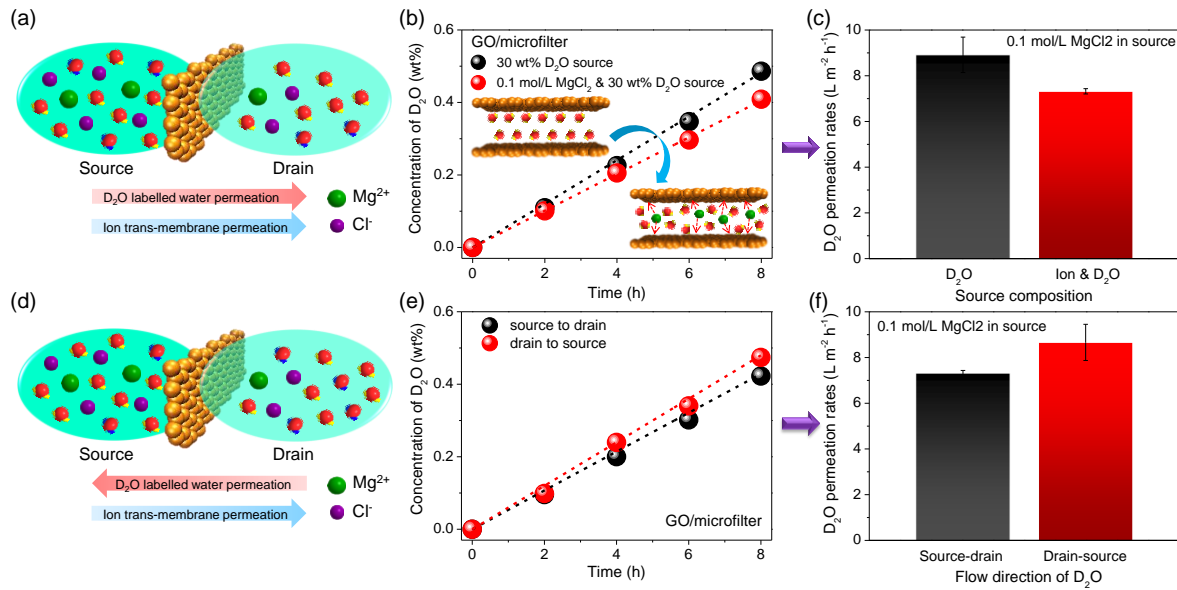 (a)
Source
Drain
D₂O labelled water permeation
Ion trans-membrane permeation
Mg²⁺
Cl⁻
(b)
Concentration of D₂O (wt%)
0.6
0.4
0.2
0.0
GO/microfilter
30 wt% D₂O source
0.1 mol/L MgCl₂ & 30 wt% D₂O source
0
2
4
6
8
Time (h)
(c)
D₂O permeation rates (L m⁻² h⁻¹)
10
8
6
4
2
0
0.1 mol/L MgCl2 in source
D₂O
Ion & D₂O
Source composition
(d)
Source
Drain
D₂O labelled water permeation
Ion trans-membrane permeation
Mg²⁺
Cl⁻
(e)
Concentration of D₂O (wt%)
0.6
0.4
0.2
0.0
source to drain
drain to source
GO/microfilter
0
2
4
6
8
Time (h)
(f)
D₂O permeation rates (L m⁻² h⁻¹)
10
8
6
4
2
0
0.1 mol/L MgCl2 in source
Source-drain
Drain-source
Flow direction of D₂O